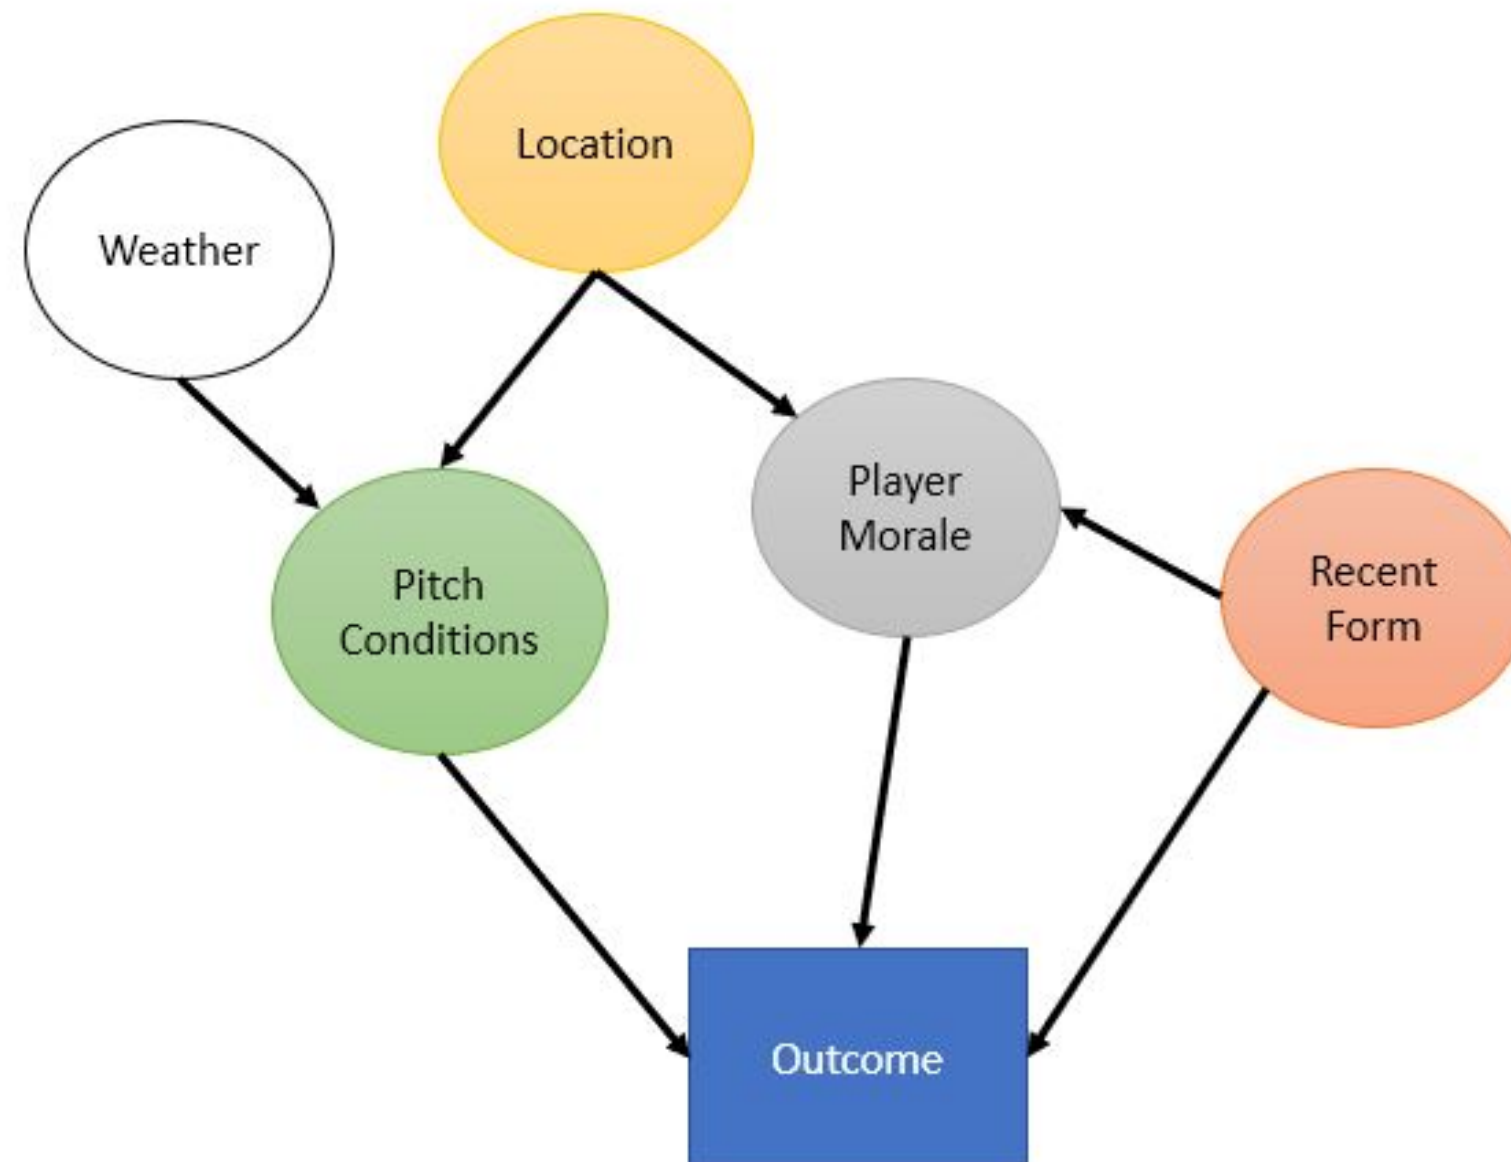 Location
Weather
Player
Morale
Recent
Form
Pitch
Conditions
Outcome